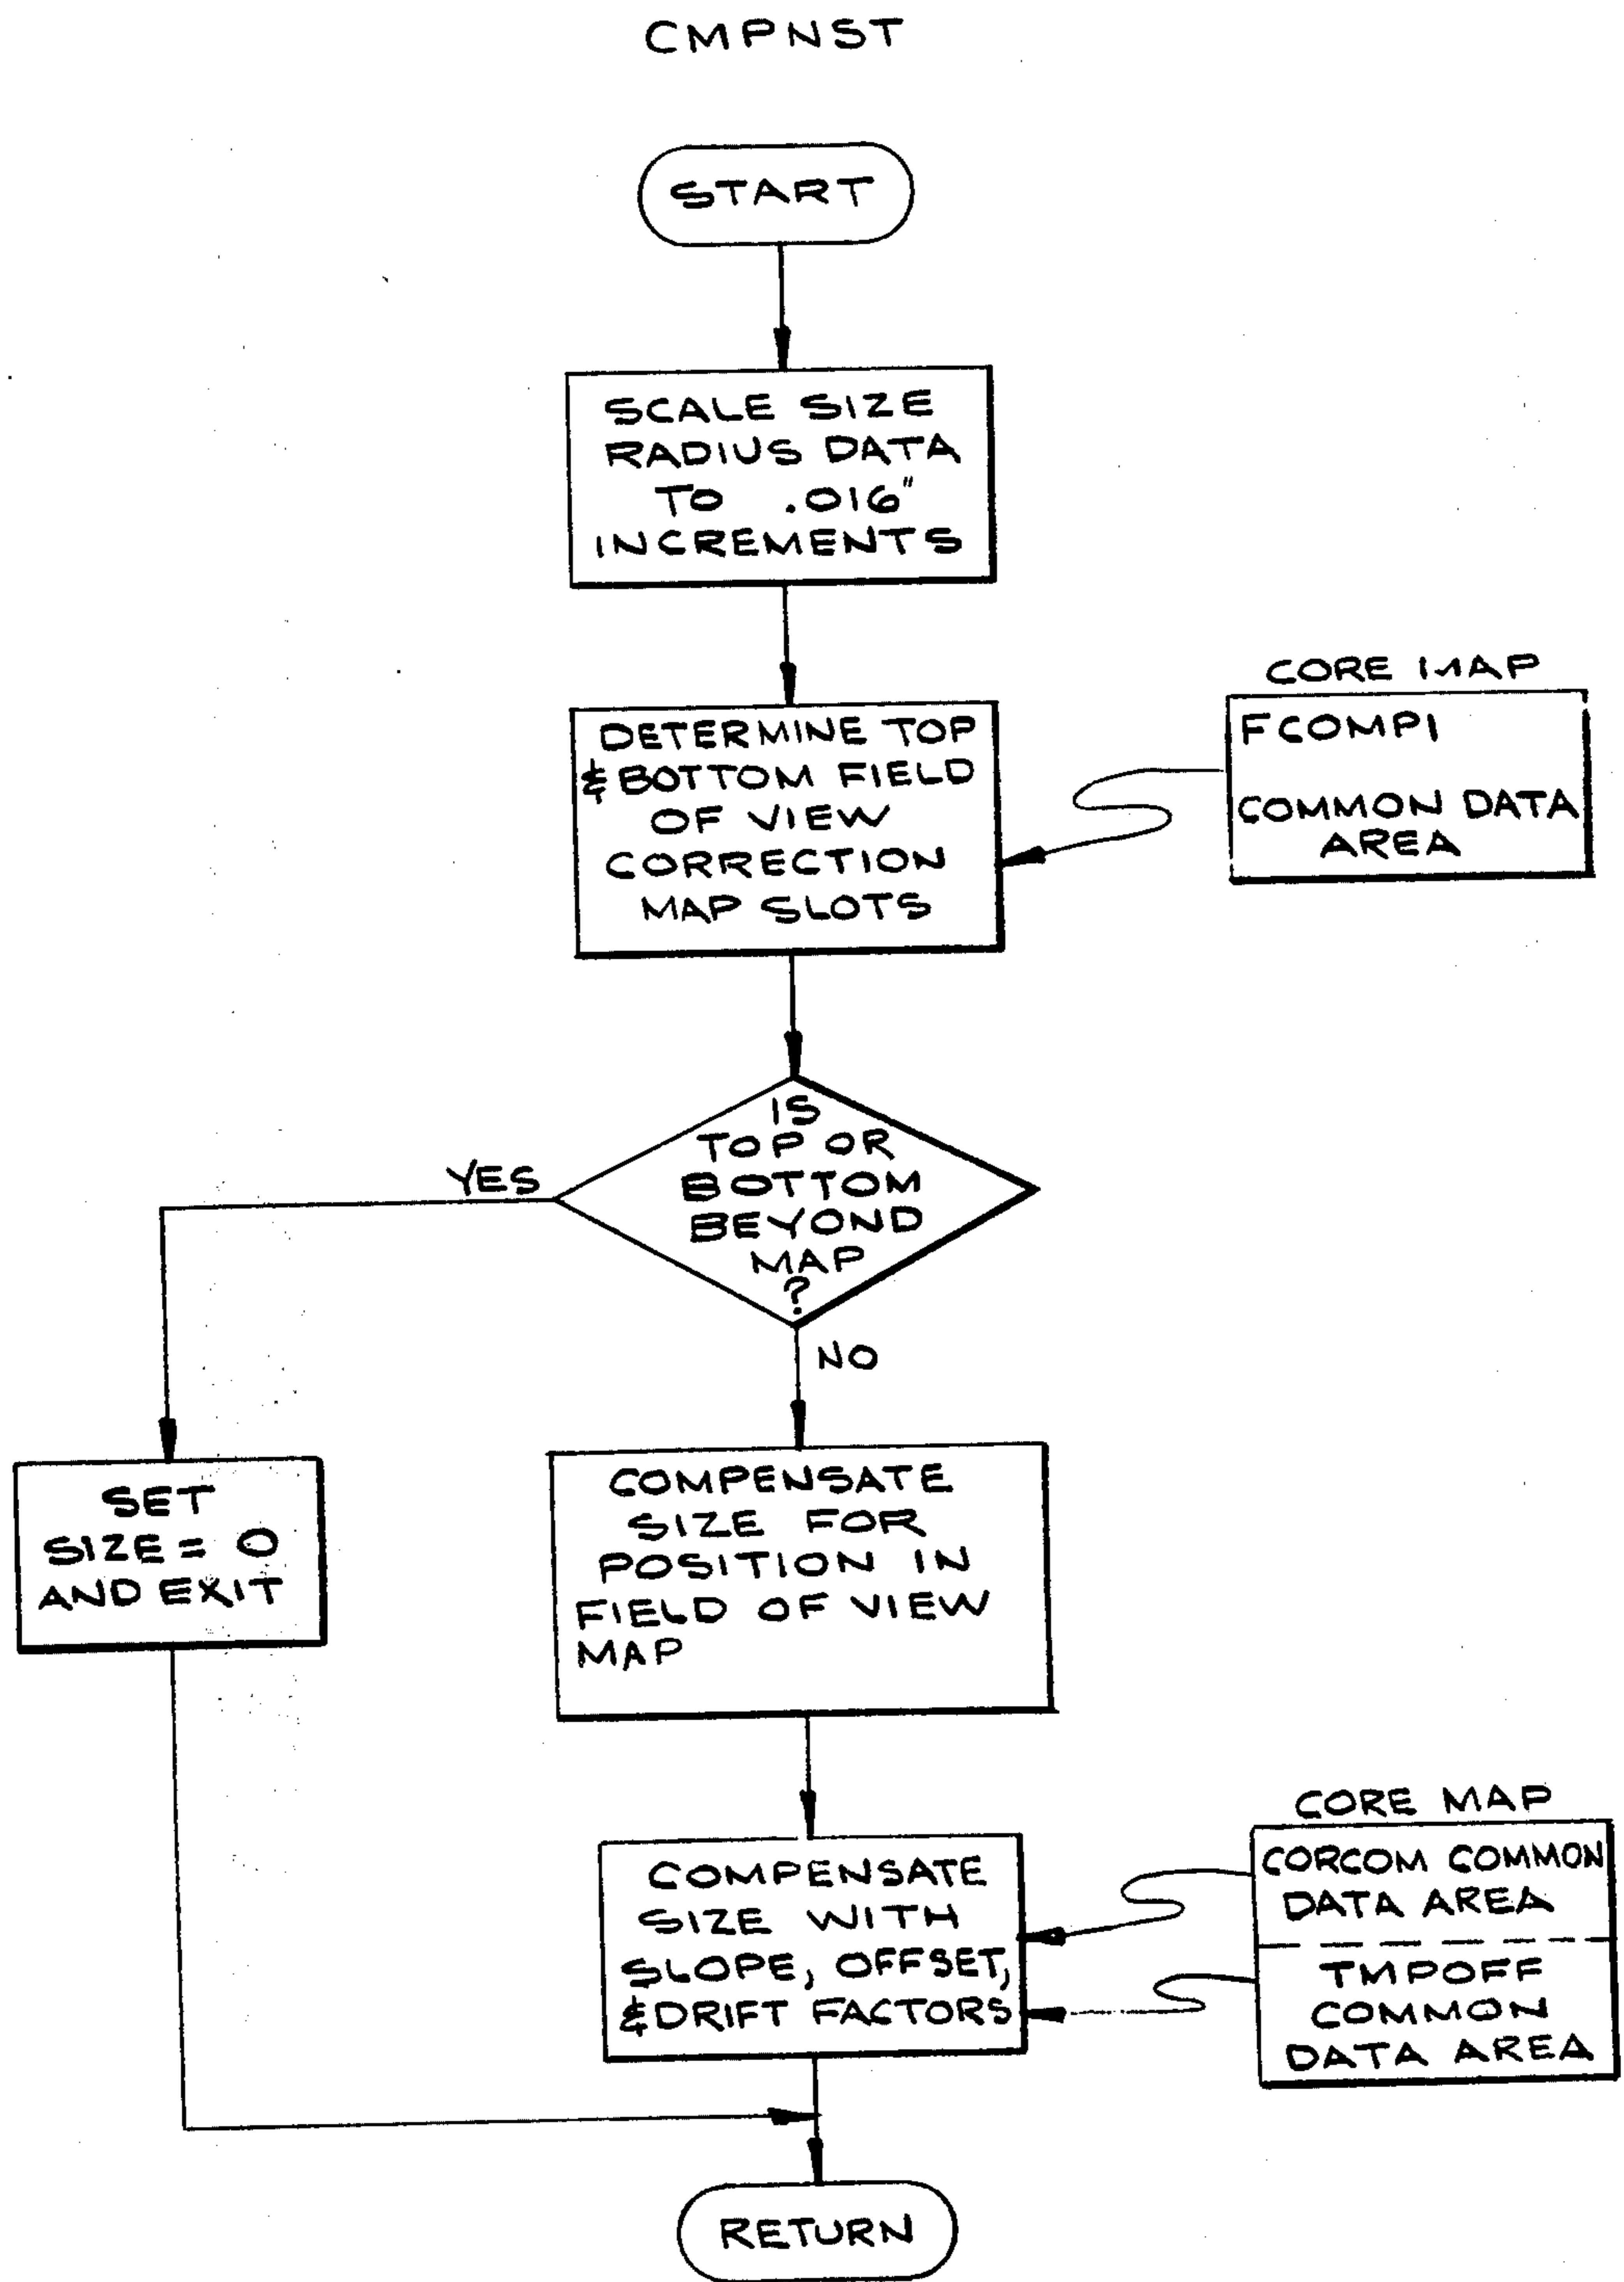 CMPNST
START
SCALE SIZE
RADIUS DATA
TO .016"
INCREMENTS
DETERMINE TOP
& BOTTOM FIELD
OF VIEW
CORRECTION
MAP SLOTS
CORE MAP
FCOMP1
COMMON DATA
AREA
IS
TOP OR
BOTTOM
BEYOND
MAP
?
YES
NO
SET
SIZE = 0
AND EXIT
COMPENSATE
SIZE FOR
POSITION IN
FIELD OF VIEW
MAP
COMPENSATE
SIZE WITH
SLOPE, OFFSET,
& DRIFT FACTORS
CORE MAP
CORCOM COMMON
DATA AREA
TMPOFF
COMMON
DATA AREA
RETURN